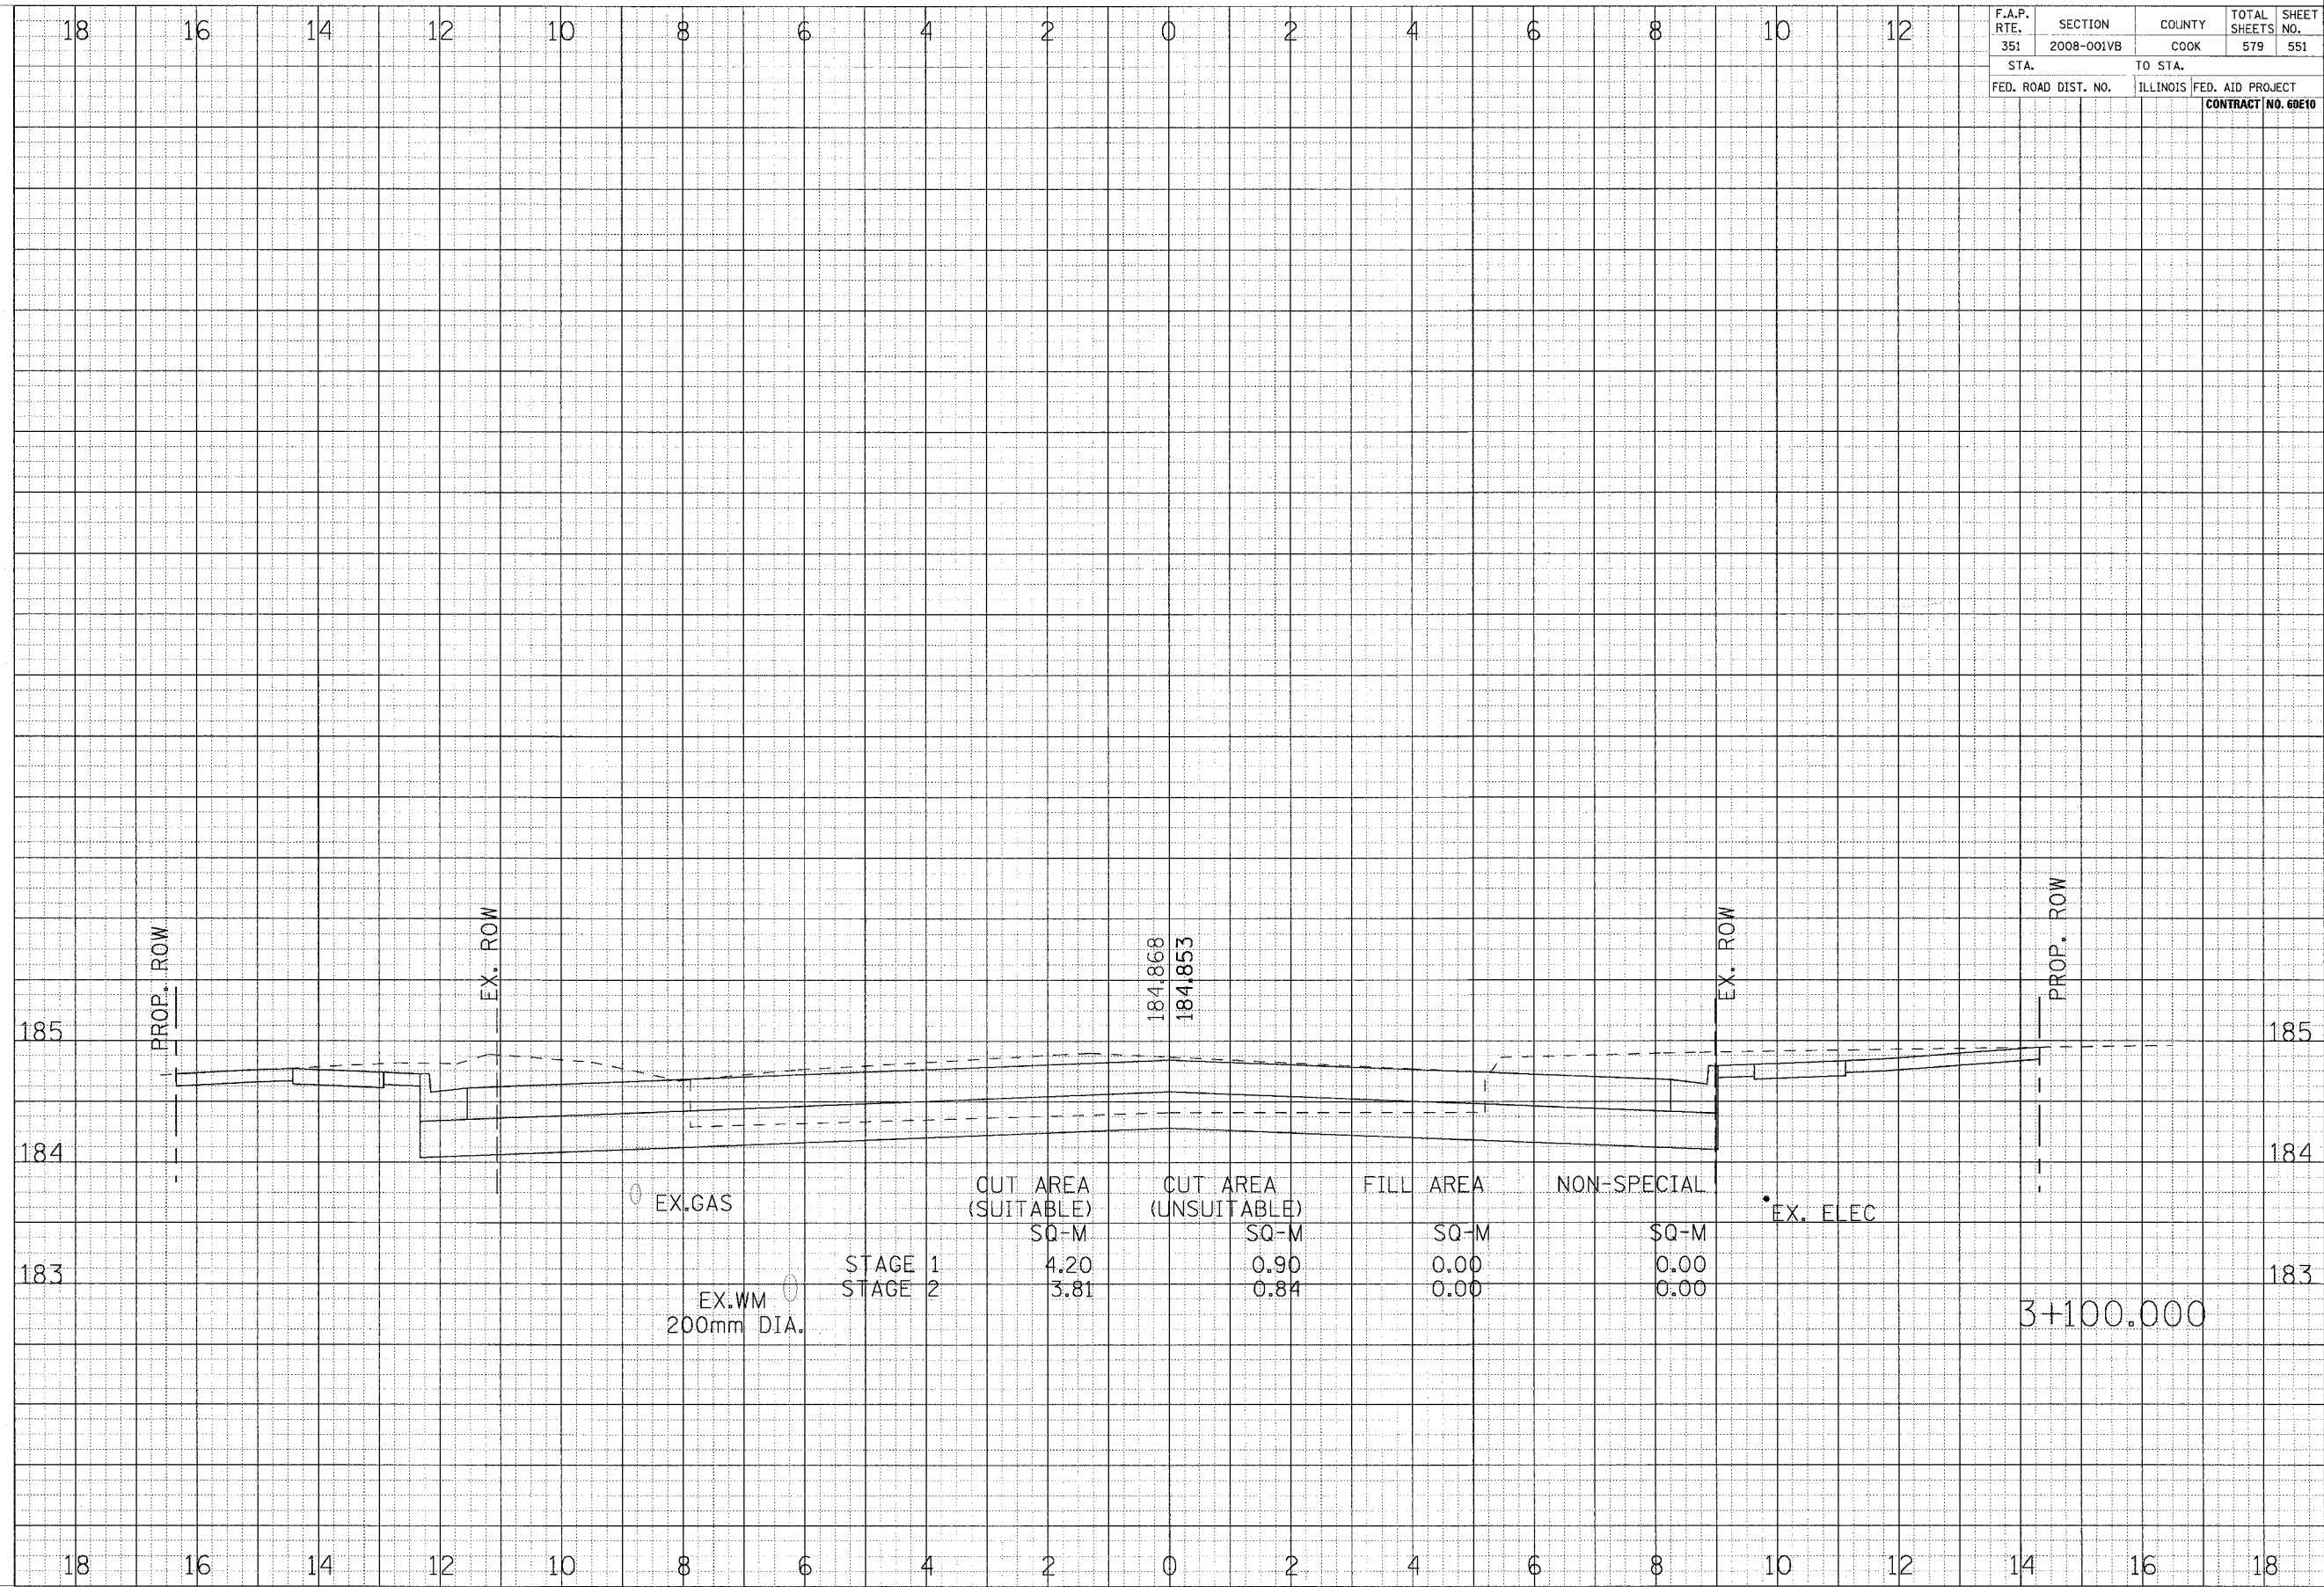 18 16 14 12 10 8 6 4 2 0 2 4 6 8 10 12
F.A.P. RTE. SECTION COUNTY TOTAL SHEETS SHEET NO.
351 2008-001VB COOK 579 551
STA. TO STA.
FED. ROAD DIST. NO. ILLINOIS FED. AID PROJECT
CONTRACT NO. 60E10
PROP. ROW
EX. ROW
184.868
184.853
EX. ROW
PROP. ROW
185 185
184 184
EX.GAS
CUT AREA (SUITABLE) CUT AREA (UNSUITABLE) FILL AREA NON-SPECIAL
EX. ELEC
SQ-M SQ-M SQ-M SQ-M
183 183
STAGE 1 4.20 0.90 0.00 0.00
STAGE 2 3.81 0.84 0.00 0.00
EX.WM
200mm DIA.
3+100.000
18 16 14 12 10 8 6 4 2 0 2 4 6 8 10 12 14 16 18